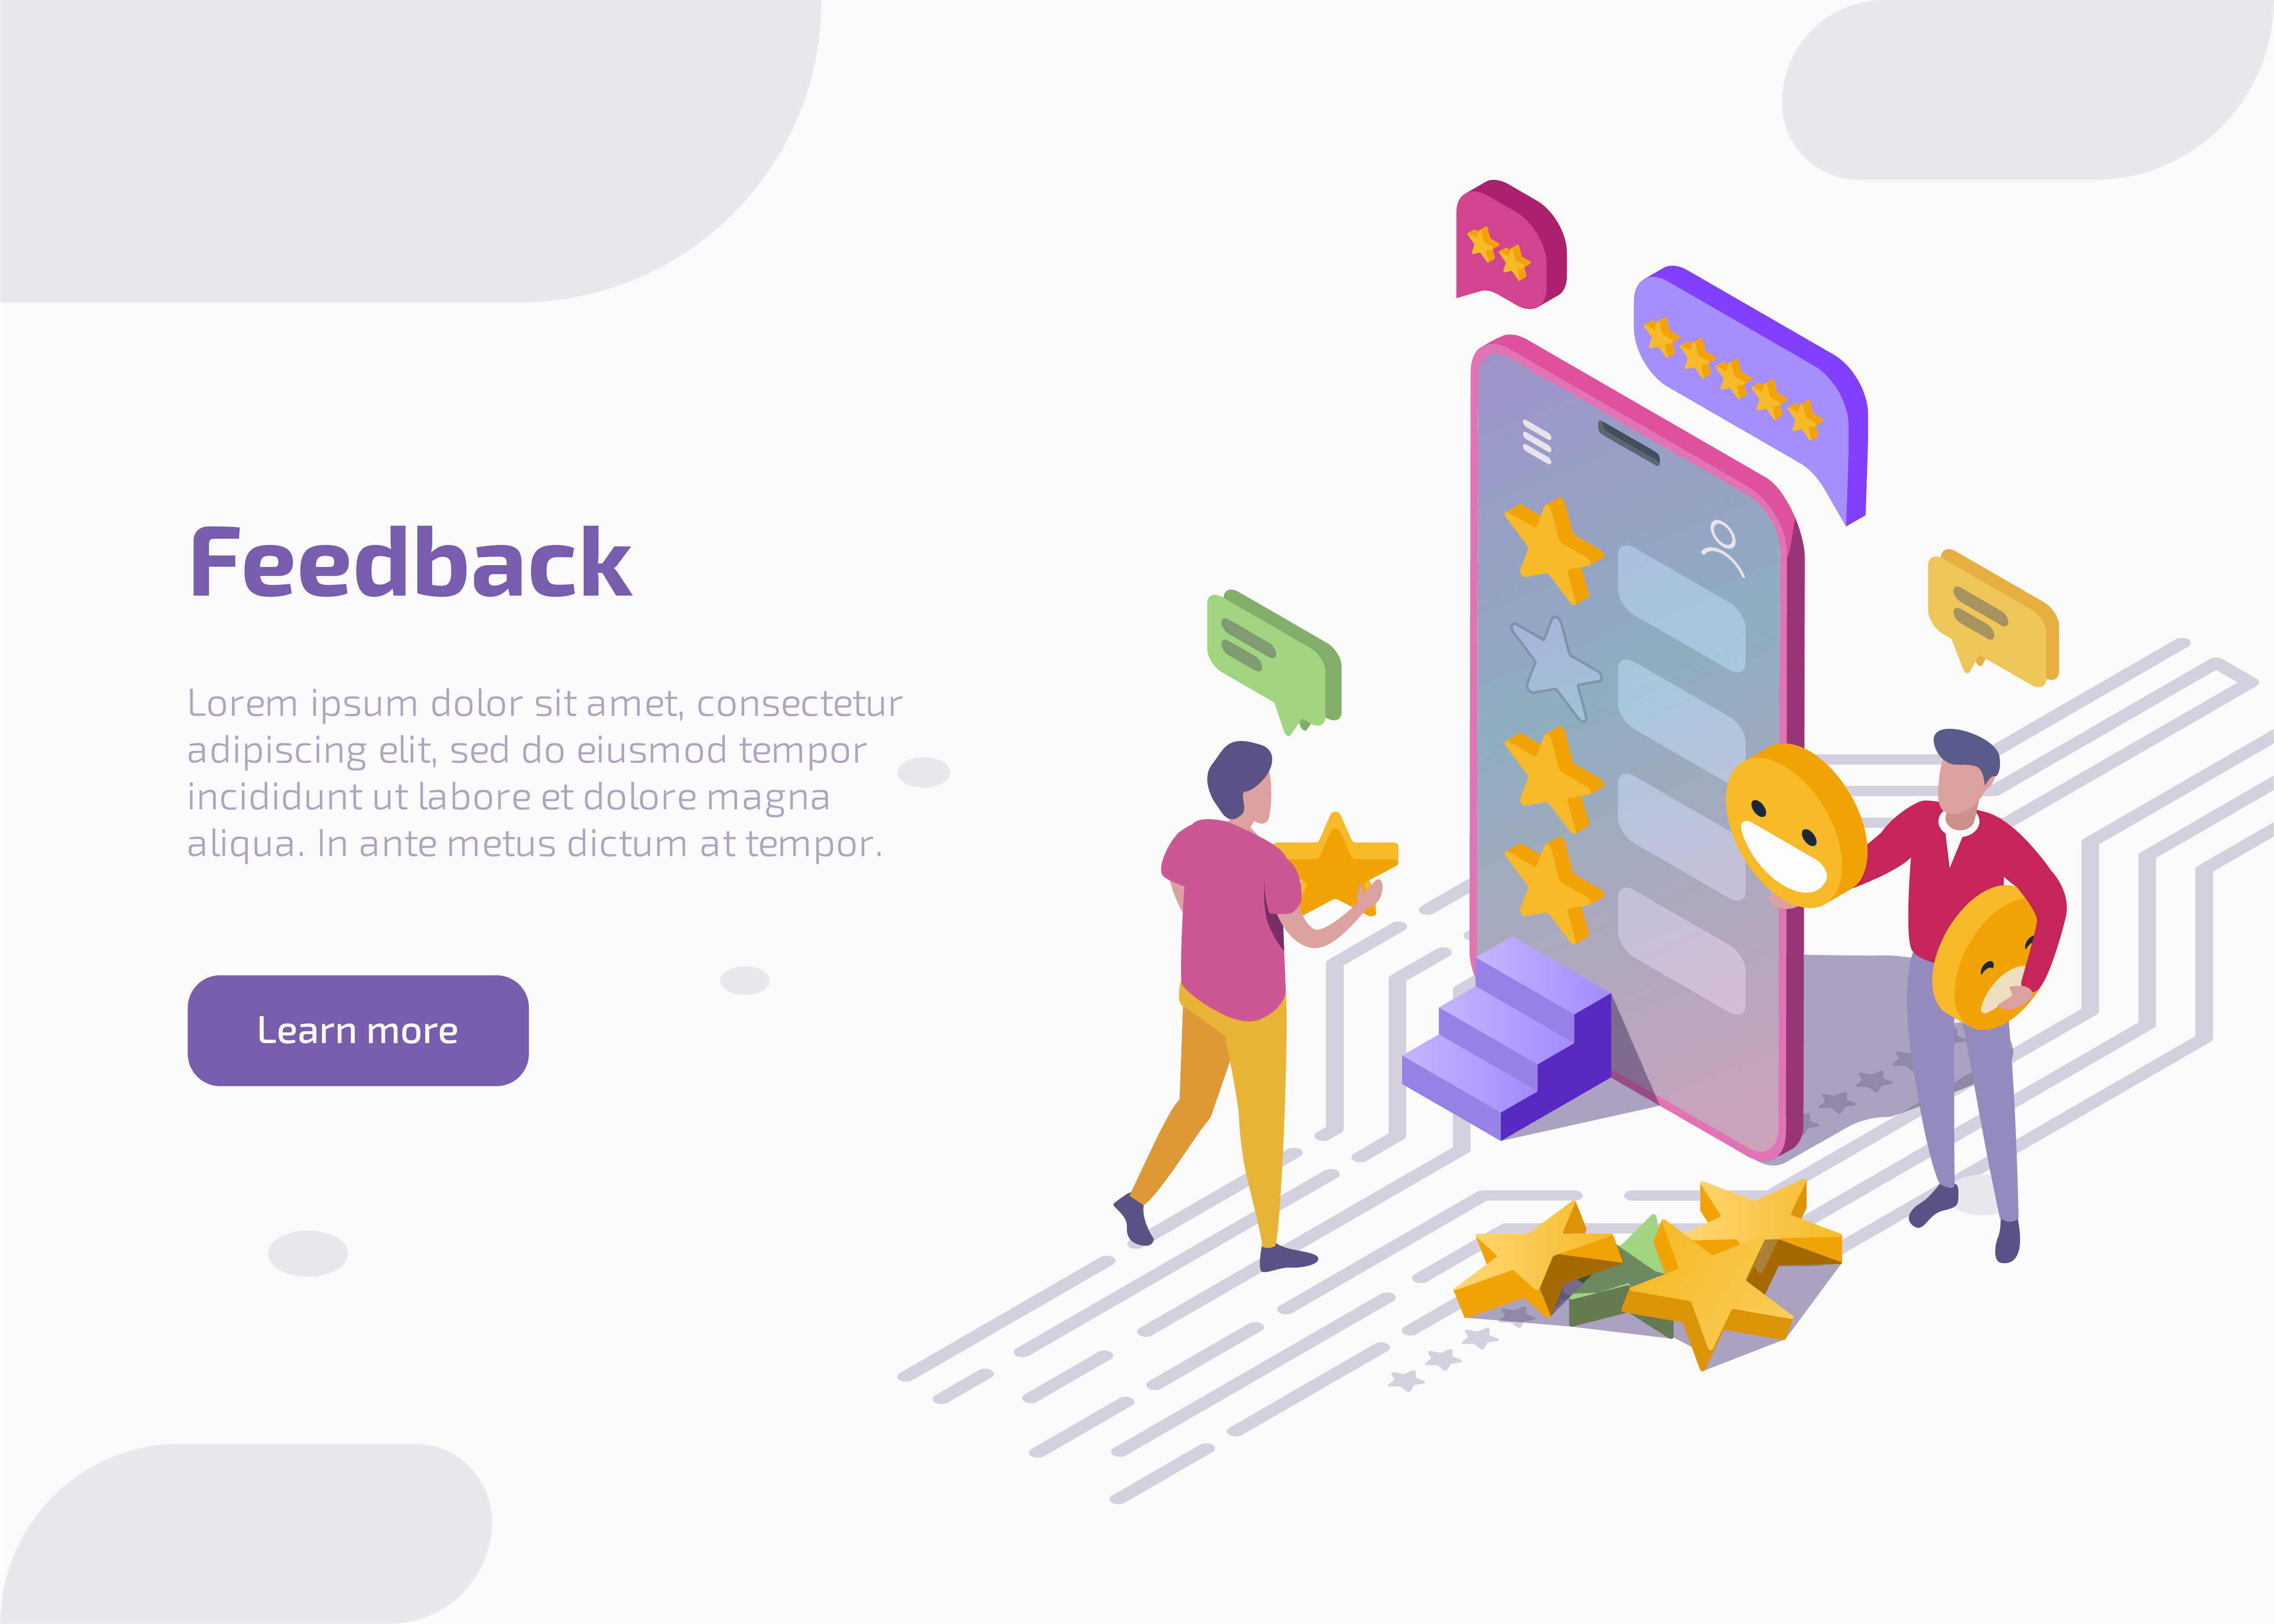 Feedback
Lorem ipsum dolor sit amet, consectetur
adipiscing elit, sed do eiusmod tempor
incididunt ut labore et dolore magna
aliqua. In ante metus dictum at tempor.
Learn more